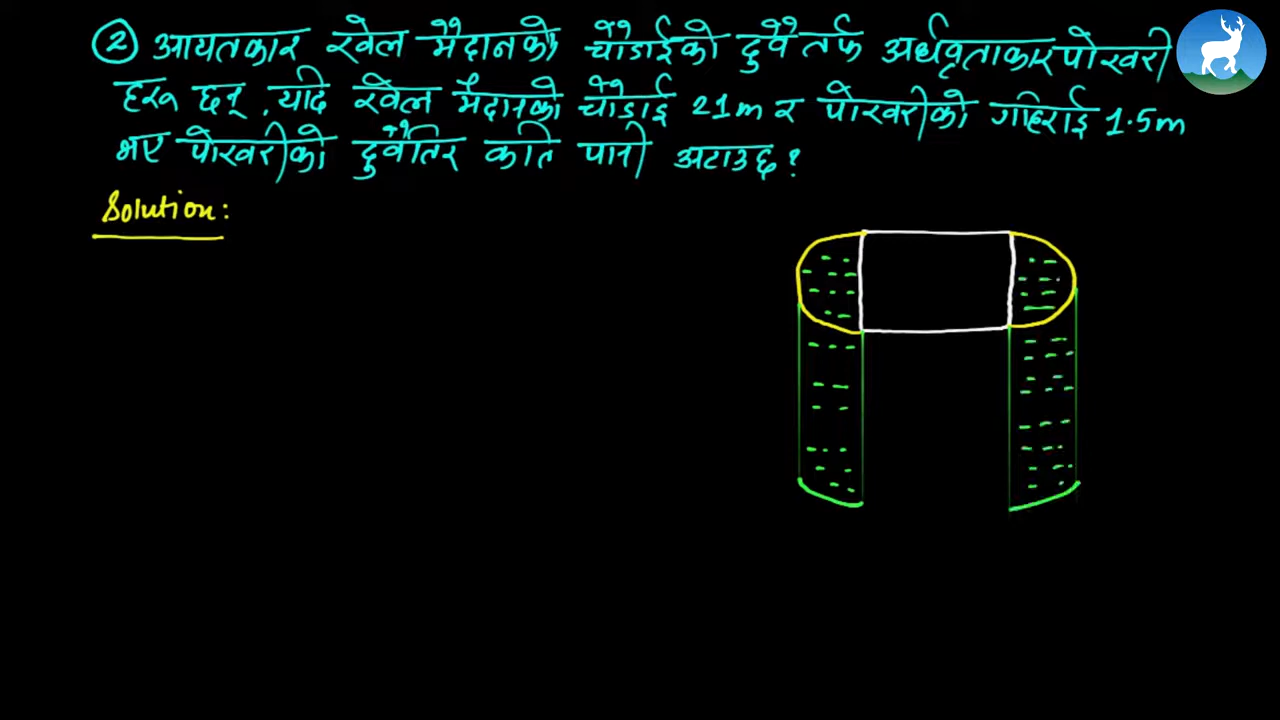 ② आयतकार खेल मैदानको चौडाईको दुवै तर्फ अर्धवृताकार पोखरी
हरू छन् . यदि खेल मैदानको चौडाई 21m र पोखरीको गहिराई 1.5m
भए पोखरीको दुवैतिर कति पानी अटाउछ ?
Solution: